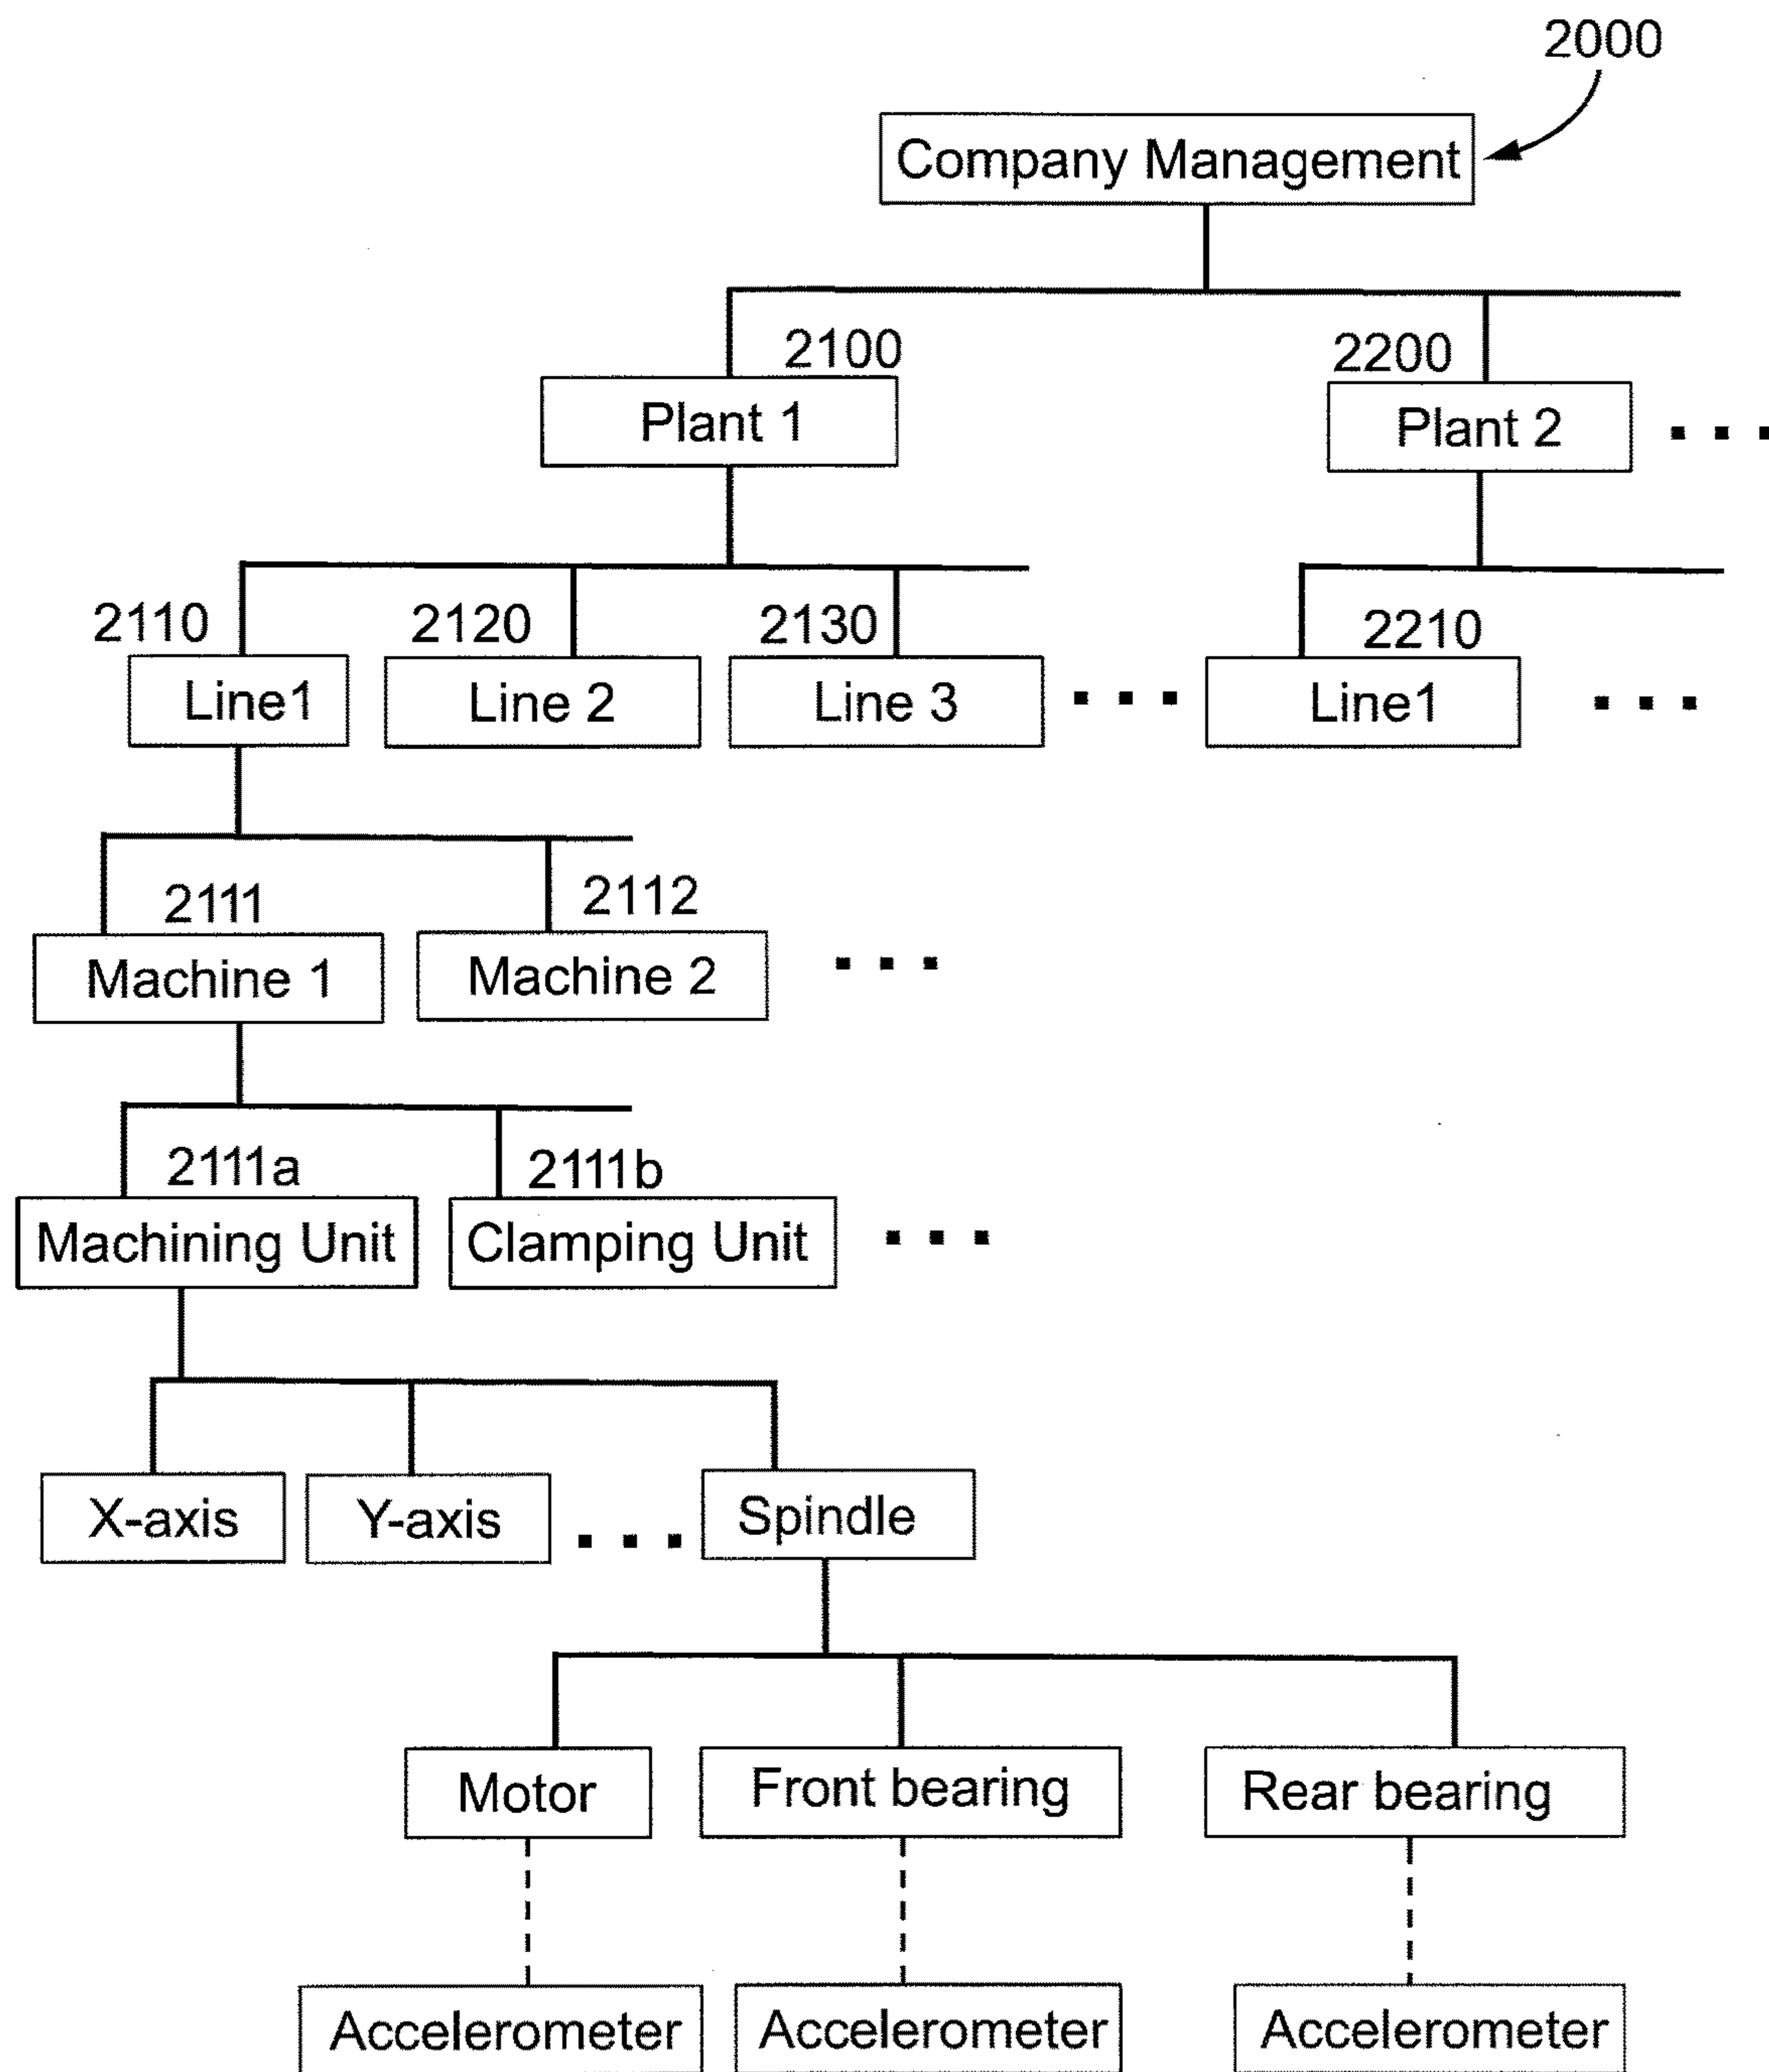 2000
Company Management
2100
2200
Plant 1
Plant 2
...
2110
2120
2130
2210
Line1
Line 2
Line 3
...
Line1
...
2111
2112
Machine 1
Machine 2
...
2111a
2111b
Machining Unit
Clamping Unit
...
X-axis
Y-axis
...
Spindle
Motor
Front bearing
Rear bearing
Accelerometer
Accelerometer
Accelerometer